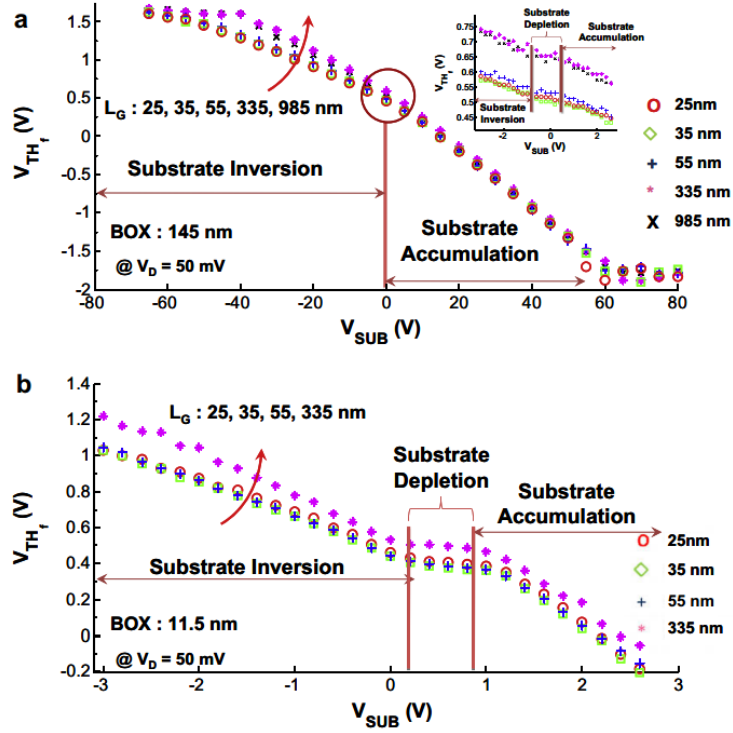 a
2
1.5
1
0.5
0
-0.5
-1
-1.5
-2
V_TH_f (V)
-80 -60 -40 -20 0 20 40 60 80
V_SUB (V)
L_G : 25, 35, 55, 335, 985 nm
Substrate Inversion
BOX : 145 nm
@ V_D = 50 mV
Substrate
Accumulation
Substrate
Depletion
Substrate
Accumulation
0.75
0.7
0.65
0.6
0.55
0.5
0.45
V_TH_f (V)
Substrate
Inversion
-2 0 2
V_SUB (V)
25nm
35 nm
55 nm
335 nm
985 nm
b
1.4
1.2
1
0.8
0.6
0.4
0.2
0
-0.2
V_TH_f (V)
-3 -2 -1 0 1 2 3
V_SUB (V)
L_G : 25, 35, 55, 335 nm
Substrate
Depletion
Substrate
Accumulation
Substrate Inversion
BOX : 11.5 nm
@ V_D = 50 mV
25nm
35 nm
55 nm
335 nm